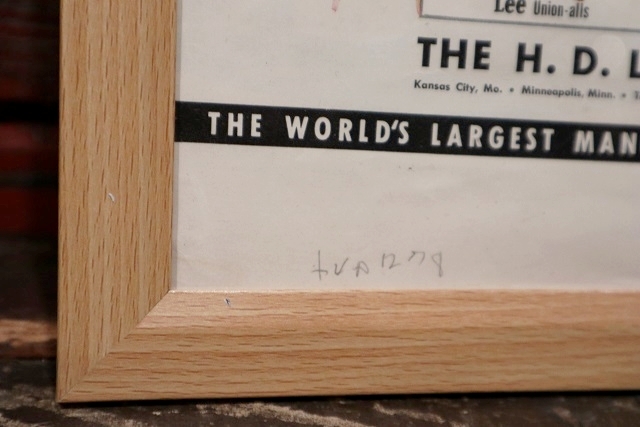 Lee Union-alls
THE H. D. L
Kansas City, Mo. • Minneapolis, Minn. •
THE WORLD'S LARGEST MAN